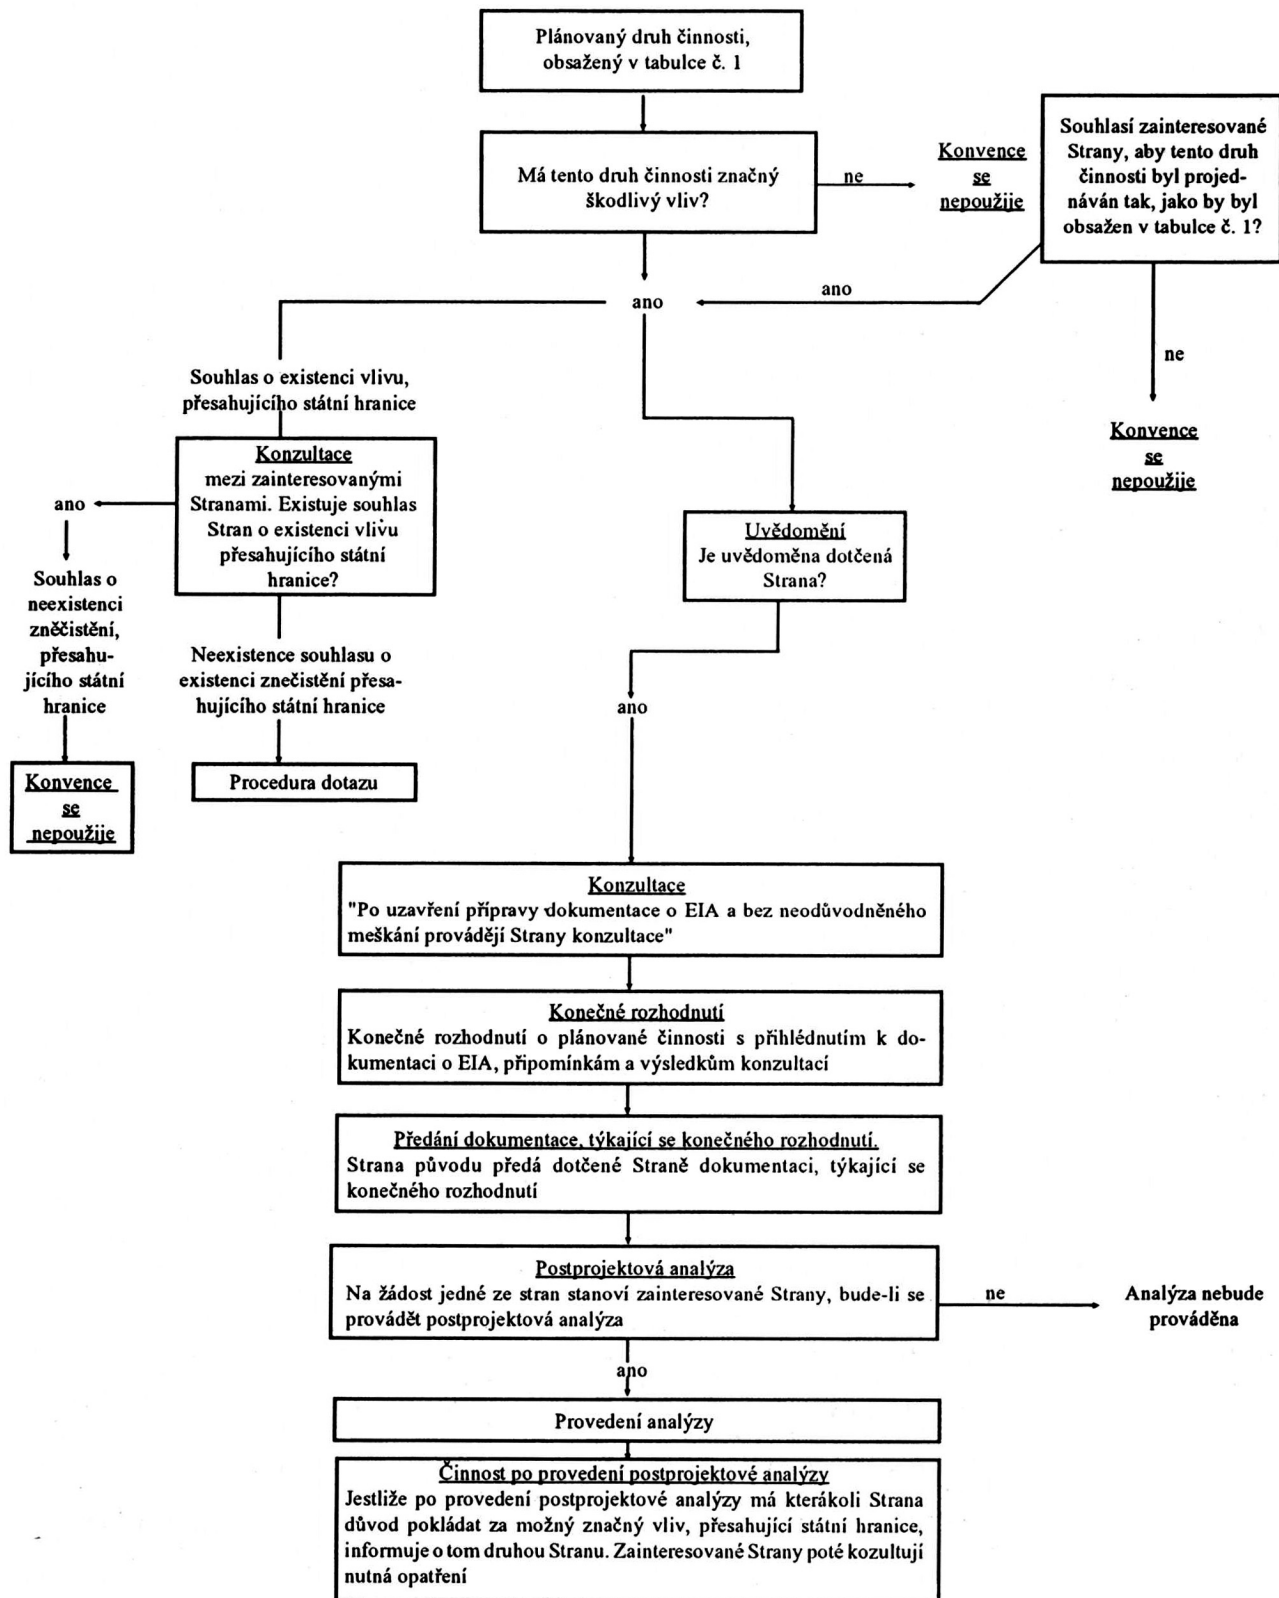 Plánovaný druh činnosti,
obsažený v tabulce č. 1
Má tento druh činnosti značný
škodlivý vliv?
ne
Konvence
se
nepoužije
Souhlasí zainteresované
Strany, aby tento druh
činnosti byl projed-
náván tak, jako by byl
obsažen v tabulce č. 1?
ano
ano
ne
Konvence
se
nepoužije
Souhlas o existenci vlivu,
přesahujícího státní hranice
Konzultace
mezi zainteresovanými
Stranami. Existuje souhlas
Stran o existenci vlivu
přesahujícího státní
hranice?
ano
Souhlas o
neexistenci
zněčistění,
přesahu-
jícího státní
hranice
Konvence
se
nepoužije
Neexistence souhlasu o
existenci znečistění přesa-
hujícího státní hranice
Procedura dotazu
Uvědomění
Je uvědoměna dotčená
Strana?
ano
Konzultace
"Po uzavření přípravy dokumentace o EIA a bez neodůvodněného
meškání provádějí Strany konzultace"
Konečné rozhodnutí
Konečné rozhodnutí o plánované činnosti s přihlédnutím k do-
kumentaci o EIA, připomínkám a výsledkům konzultací
Předání dokumentace, týkající se konečného rozhodnutí.
Strana původu předá dotčené Straně dokumentaci, týkající se
konečného rozhodnutí
Postprojektová analýza
Na žádost jedné ze stran stanoví zainteresované Strany, bude-li se
provádět postprojektová analýza
ne
Analýza nebude
prováděna
ano
Provedení analýzy
Činnost po provedení postprojektové analýzy
Jestliže po provedení postprojektové analýzy má kterákoli Strana
důvod pokládat za možný značný vliv, přesahující státní hranice,
informuje o tom druhou Stranu. Zainteresované Strany poté kozultují
nutná opatření